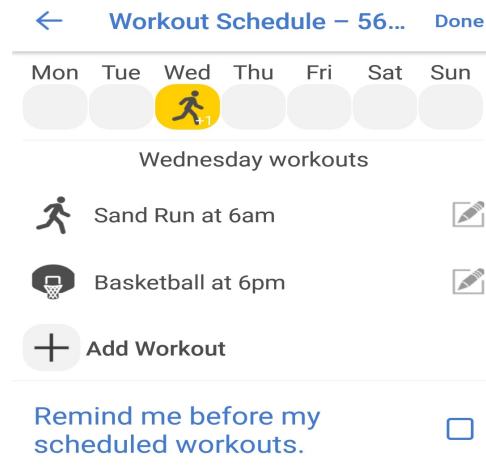 Workout Schedule – 56... Done
Mon Tue Wed Thu Fri Sat Sun
+1
Wednesday workouts
Sand Run at 6am
Basketball at 6pm
Add Workout
Remind me before my
scheduled workouts.